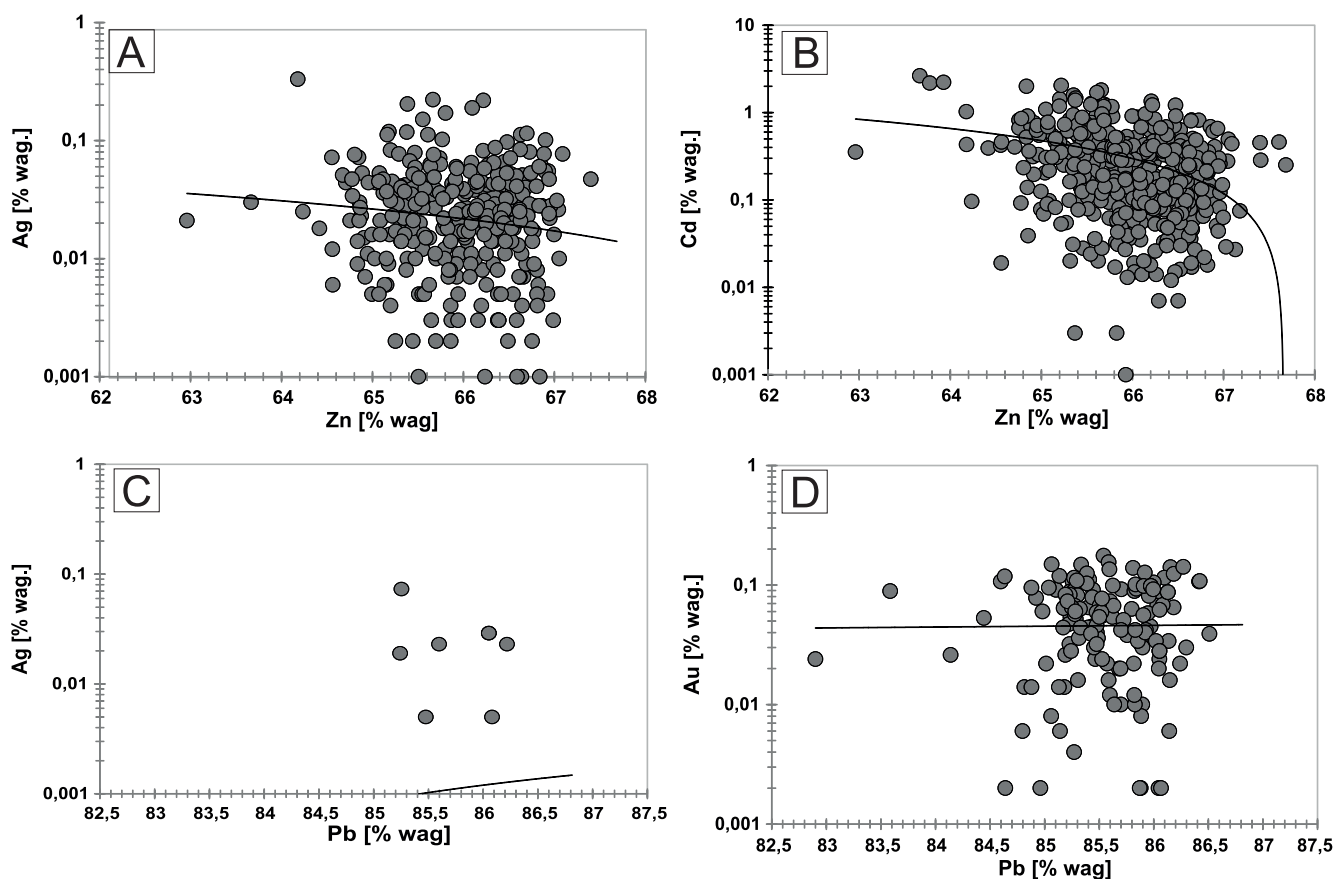 A
1
0,1
0,01
0,001
Ag [% wag.]
62 63 64 65 66 67 68
Zn [% wag]
B
10
1
0,1
0,01
0,001
Cd [% wag.]
62 63 64 65 66 67 68
Zn [% wag]
C
1
0,1
0,01
0,001
Ag [% wag.]
82,5 83 83,5 84 84,5 85 85,5 86 86,5 87 87,5
Pb [% wag]
D
1
0,1
0,01
0,001
Au [% wag.]
82,5 83 83,5 84 84,5 85 85,5 86 86,5 87 87,5
Pb [% wag]